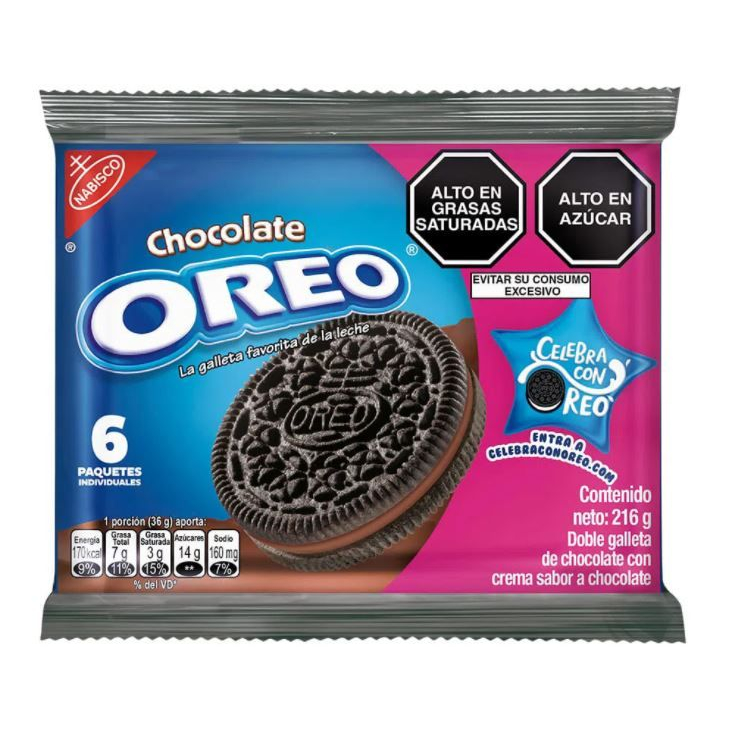 NABISCO
®
Chocolate
OREO®
La galleta favorita de la leche
OREO
6
PAQUETES
INDIVIDUALES
1 porción (36 g) aporta:
Energía Grasa Total Grasa Saturada Azúcares Sodio
170 kcal 7 g 3 g 14 g 160 mg
9% 11% 15% ** 7%
% del VD*
ALTO EN
GRASAS
SATURADAS
ALTO EN
AZÚCAR
EVITAR SU CONSUMO
EXCESIVO
CELEBRA
CON
OREO
ENTRA A
CELEBRACONOREO.COM
Contenido
neto: 216 g
Doble galleta
de chocolate con
crema sabor a chocolate